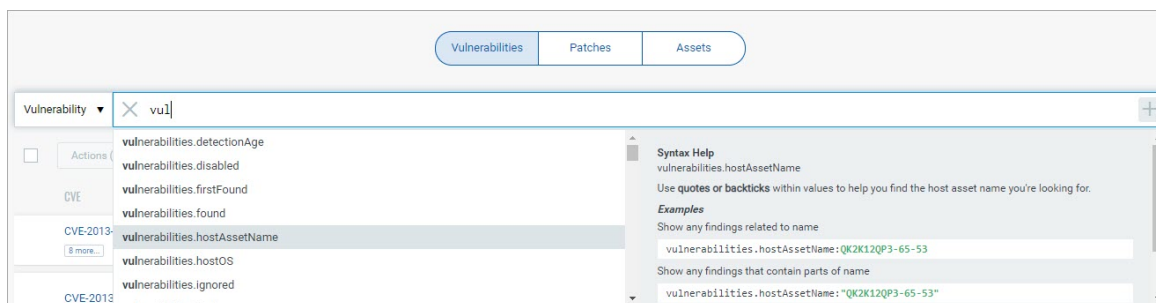 Vulnerabilities Patches Assets
Vulnerability vul
Actions (
CVE
CVE-2013-
8 more...
CVE-2013
vulnerabilities.detectionAge
vulnerabilities.disabled
vulnerabilities.firstFound
vulnerabilities.found
vulnerabilities.hostAssetName
vulnerabilities.hostOS
vulnerabilities.ignored
Syntax Help
vulnerabilities.hostAssetName
Use quotes or backticks within values to help you find the host asset name you're looking for.
Examples
Show any findings related to name
vulnerabilities.hostAssetName:QK2K12QP3-65-53
Show any findings that contain parts of name
vulnerabilities.hostAssetName:"QK2K12QP3-65-53"